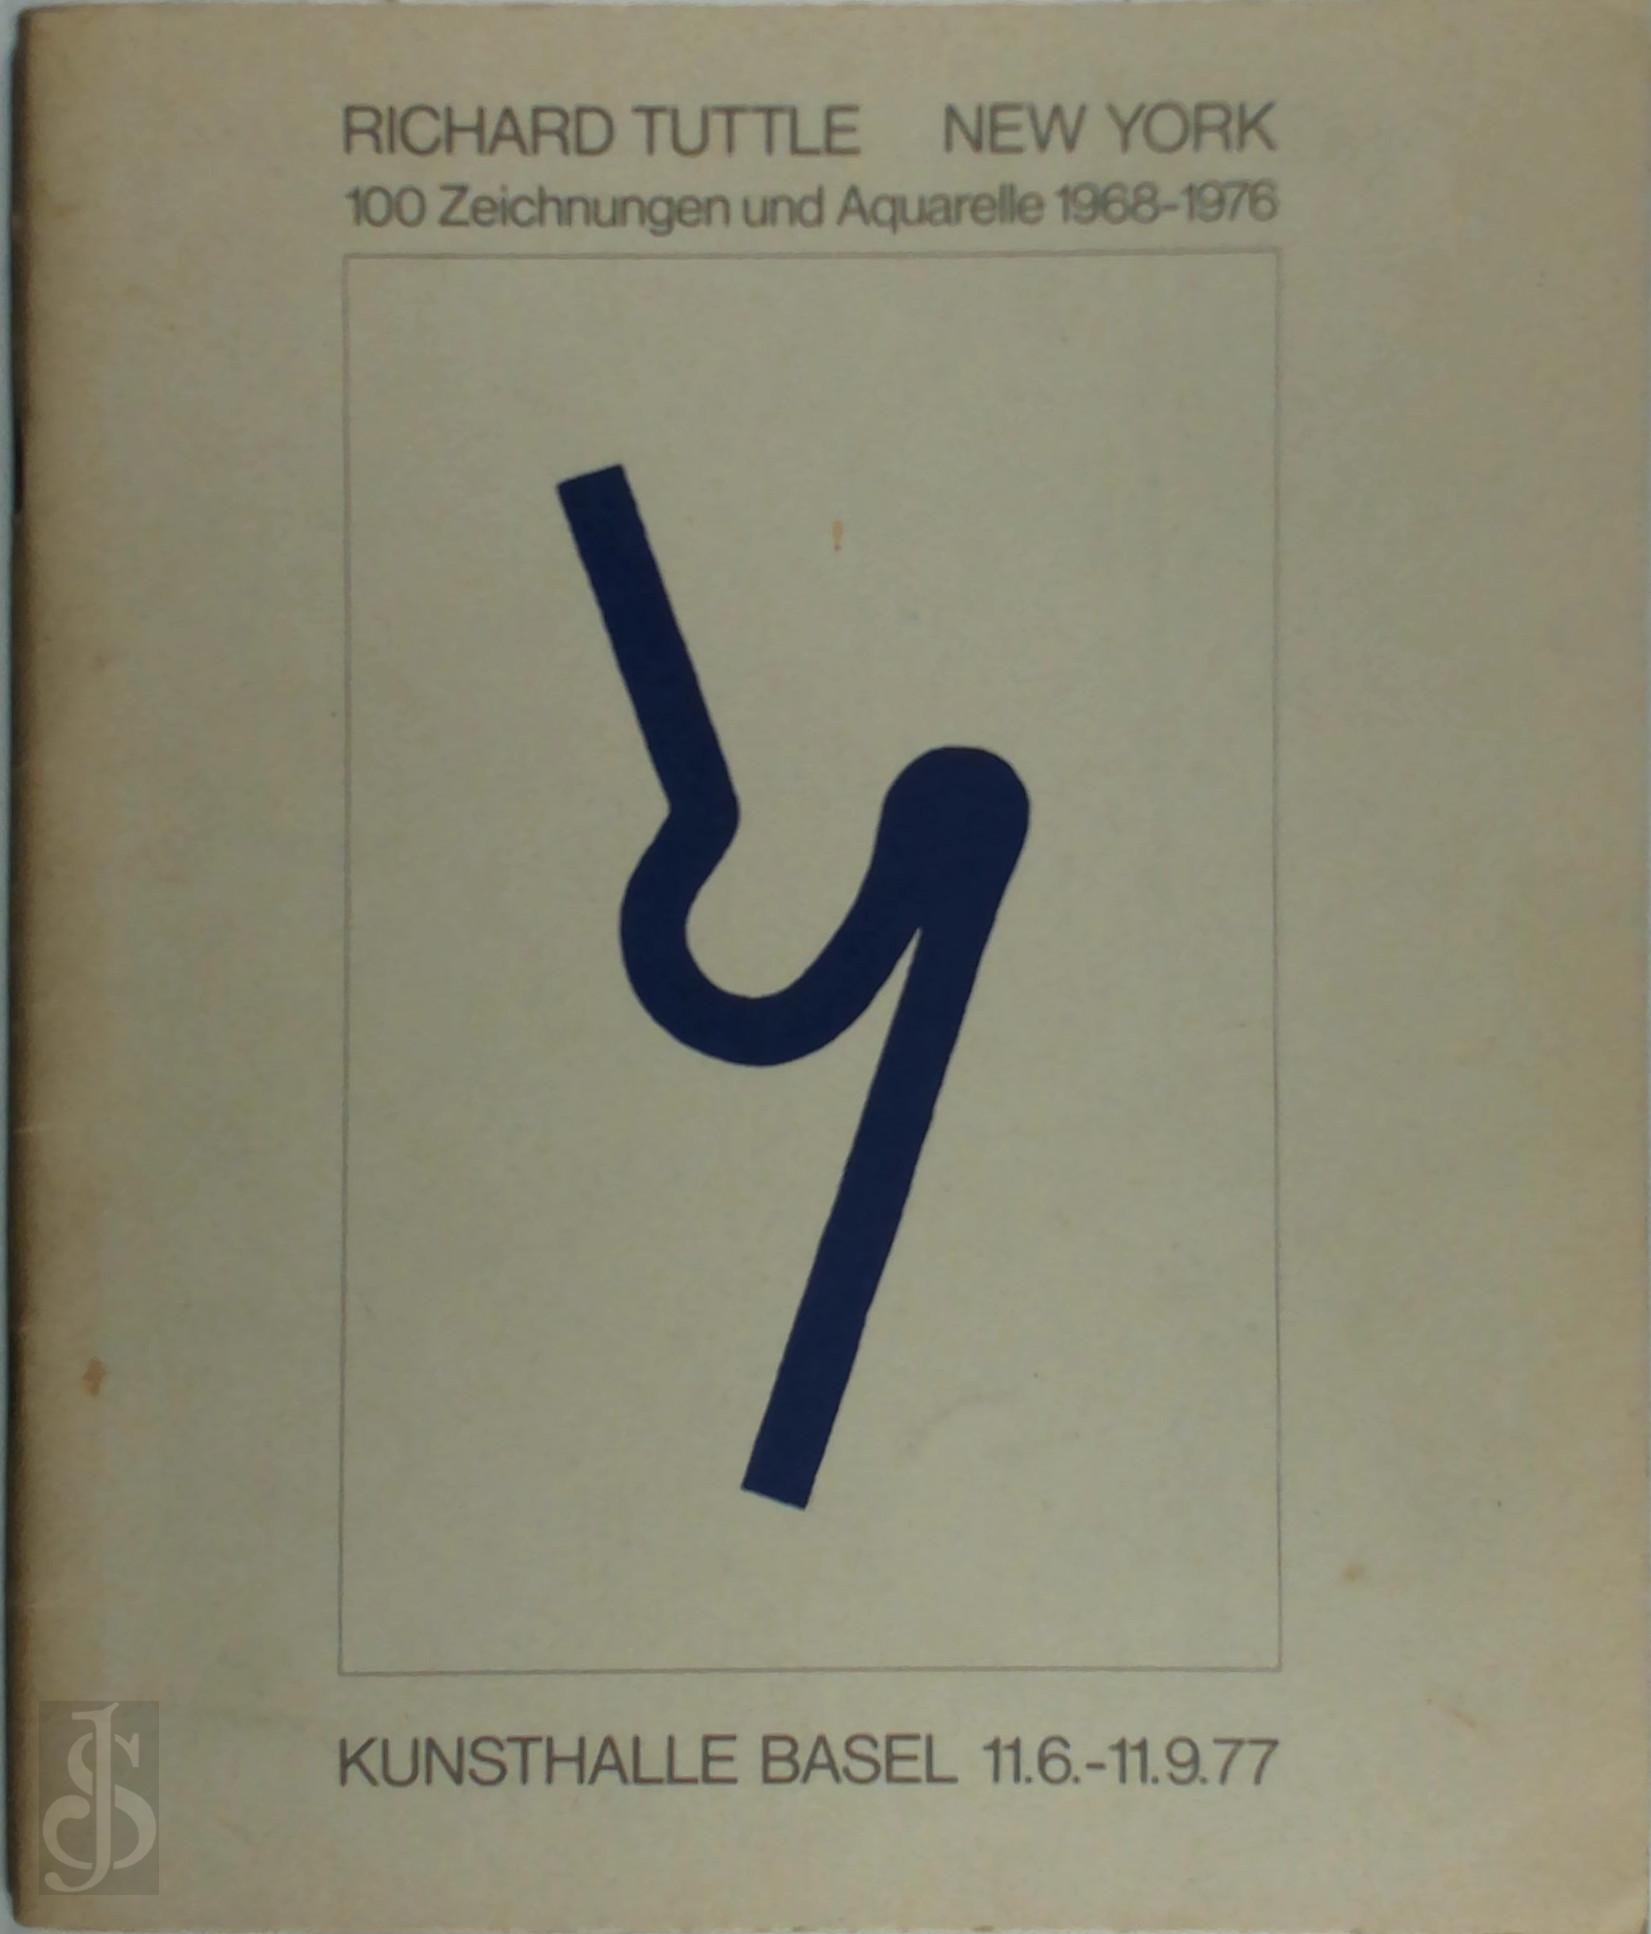 RICHARD TUTTLE NEW YORK
100 Zeichnungen und Aquarelle 1968-1976
KUNSTHALLE BASEL 11.6.-11.9.77